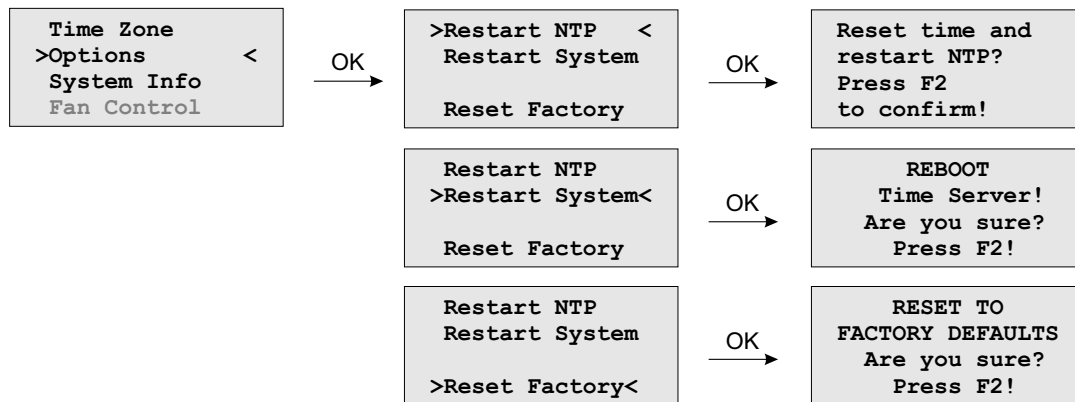 Time Zone
>Options <
System Info
Fan Control
OK
>Restart NTP <
Restart System
Reset Factory
OK
Reset time and
restart NTP?
Press F2
to confirm!
Restart NTP
>Restart System<
Reset Factory
OK
REBOOT
Time Server!
Are you sure?
Press F2!
Restart NTP
Restart System
>Reset Factory<
OK
RESET TO
FACTORY DEFAULTS
Are you sure?
Press F2!